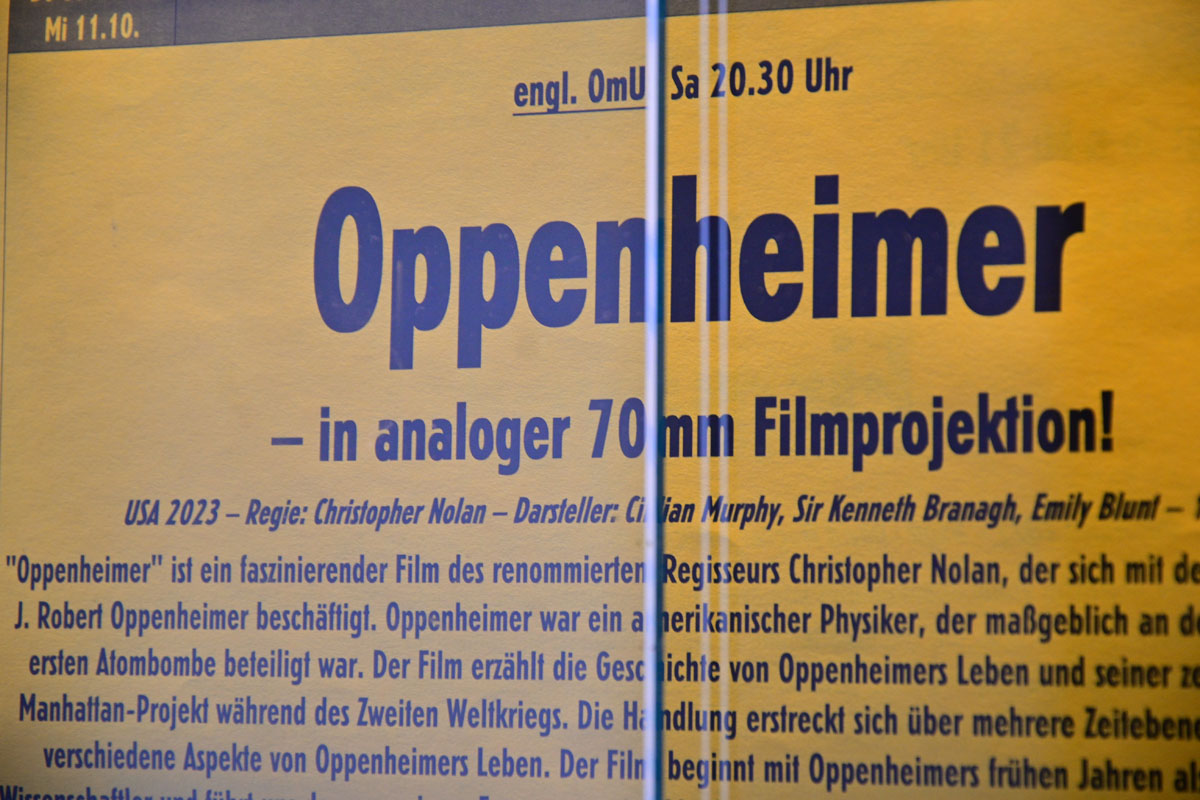 Mi 11.10.
engl. OmU Sa 20.30 Uhr
Oppenheimer
– in analoger 70 mm Filmprojektion!
USA 2023 – Regie: Christopher Nolan – Darsteller: Cillian Murphy, Sir Kenneth Branagh, Emily Blunt –
"Oppenheimer" ist ein faszinierender Film des renommierten Regisseurs Christopher Nolan, der sich mit
J. Robert Oppenheimer beschäftigt. Oppenheimer war ein amerikanischer Physiker, der maßgeblich an
ersten Atombombe beteiligt war. Der Film erzählt die Geschichte von Oppenheimers Leben und seiner
Manhattan-Projekt während des Zweiten Weltkriegs. Die Handlung erstreckt sich über mehrere
verschiedene Aspekte von Oppenheimers Leben. Der Film beginnt mit Oppenheimers frühen Jahren